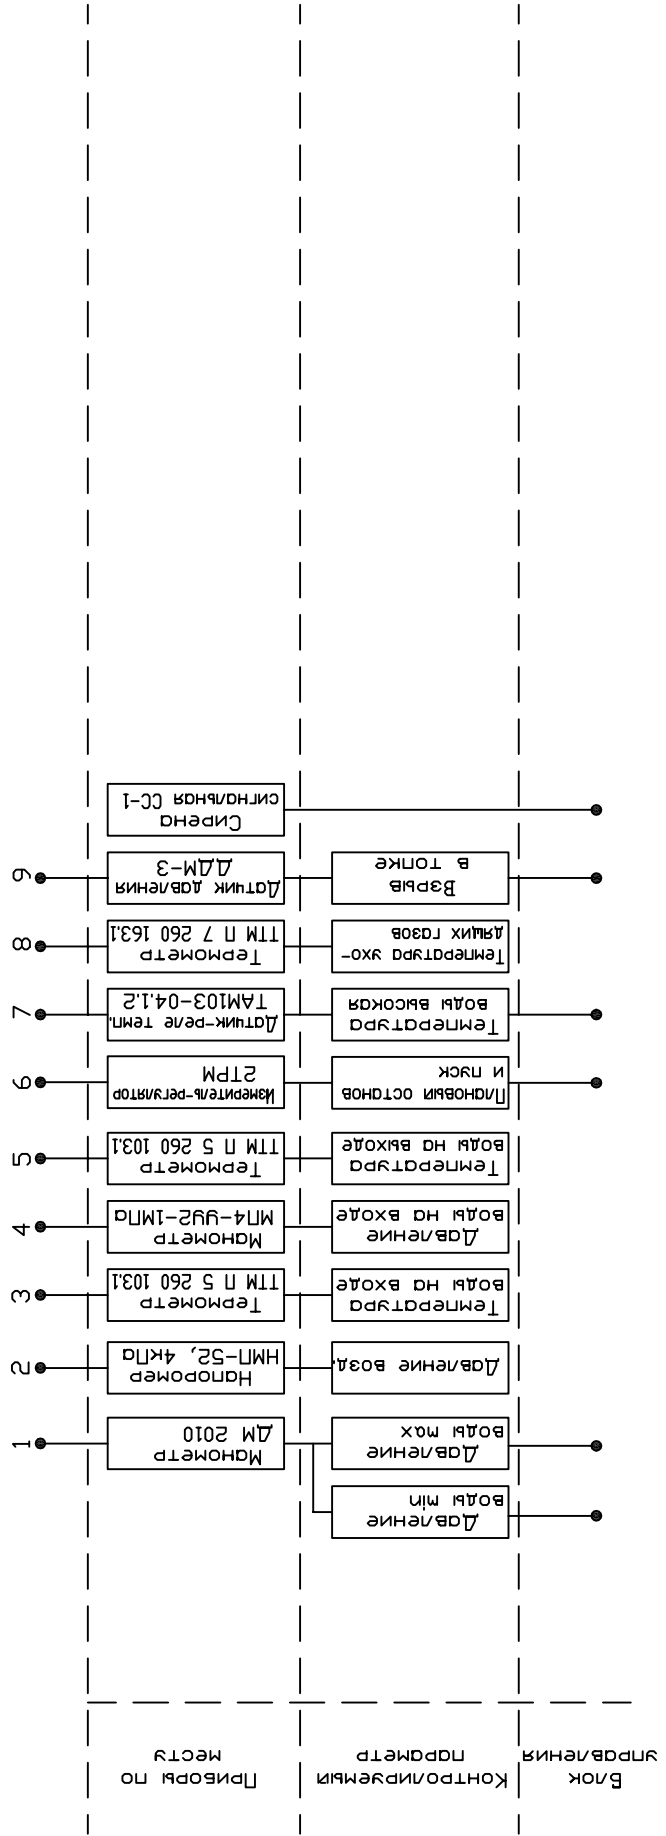 Блок
управления
Контролируемый
параметр
Приборы по
месту
Давление
воды min
Давление
воды max
Манометр
ДМ 2010
1
Давление возд.
Напоромер
НМП-52, 4кПа
2
Температура
воды на входе
Термометр
ТТМ П 5 260 103.1
3
Давление
воды на входе
Манометр
МП4-УУ2-1МПа
4
Температура
воды на выходе
Термометр
ТТМ П 5 260 103.1
5
Плановый останов
и пуск
Измеритель-регулятор
2ТРМ
6
Температура
воды высокая
Датчик-реле темп.
ТАМ103-04.1.2
7
Температура ухо-
дящих газов
Термометр
ТТМ П 7 260 163.1
8
Взрыв
в топке
Датчик давления
ДДМ-3
9
Сирена
сигнальная СС-1